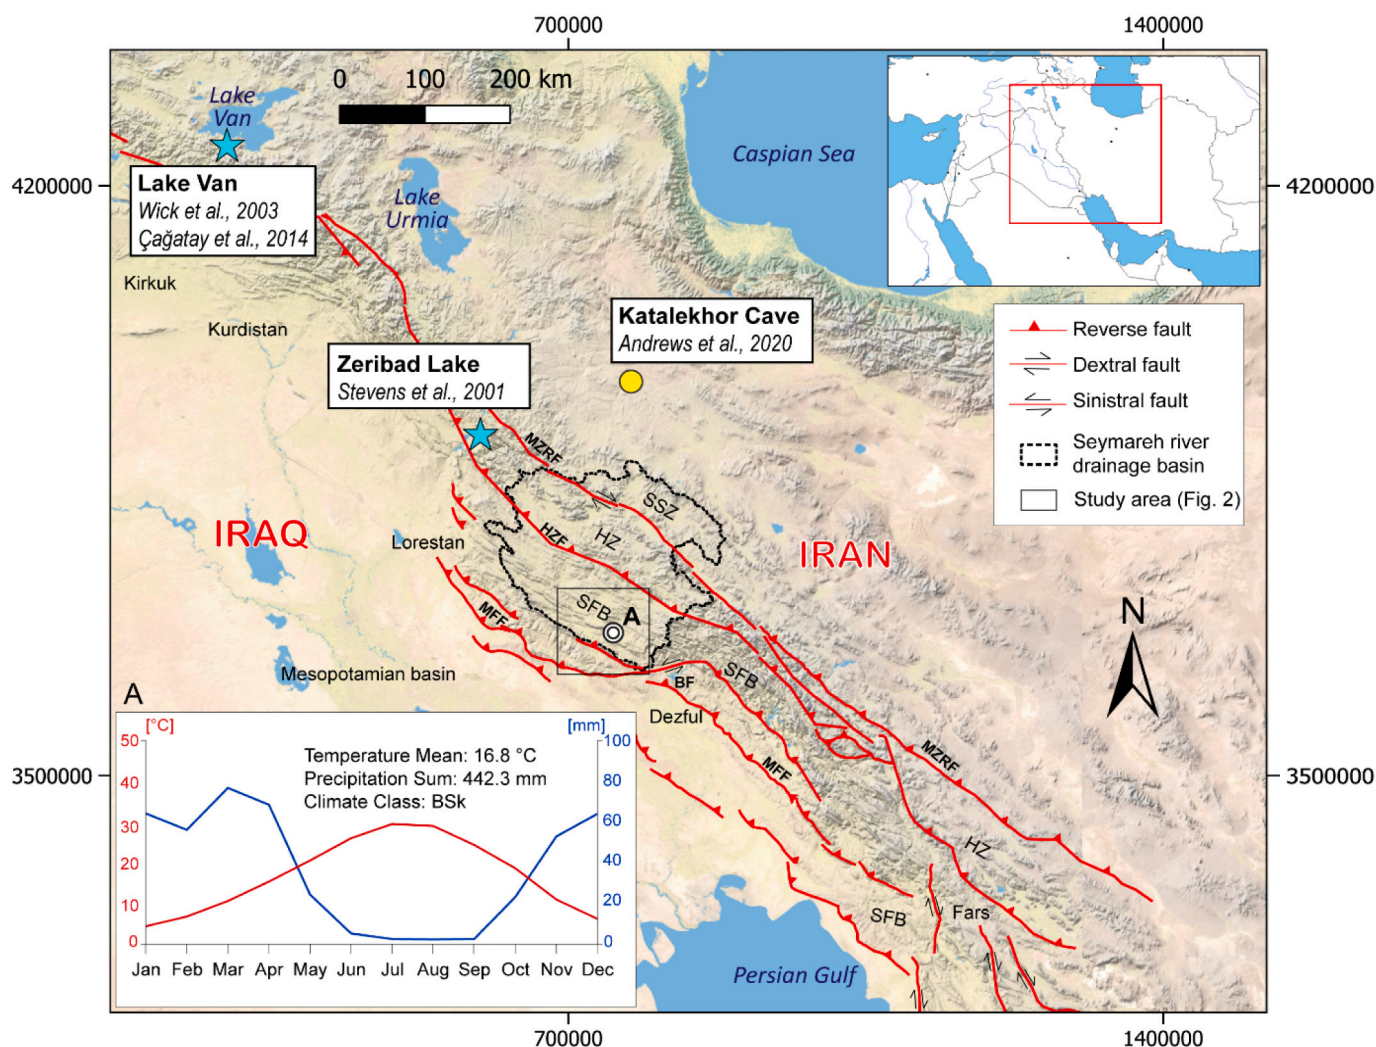 700000
1400000
0
100
200 km
Lake
Van
Caspian Sea
4200000
4200000
Lake Van
Wick et al., 2003
Çağatay et al., 2014
Lake
Urmia
Kirkuk
Kurdistan
Katalekhor Cave
Andrews et al., 2020
Zeribad Lake
Stevens et al., 2001
Reverse fault
Dextral fault
Sinistral fault
Seymareh river
drainage basin
Study area (Fig. 2)
MZRF
SSZ
IRAQ
Lorestan
HZF
HZ
IRAN
MFF
SFB
A
N
Mesopotamian basin
SFB
BF
Dezful
MFF
MZRF
HZ
SFB
Fars
Persian Gulf
3500000
3500000
A
[°C]
[mm]
50
40
30
20
10
0
100
80
60
40
20
0
Temperature Mean: 16.8 °C
Precipitation Sum: 442.3 mm
Climate Class: BSk
Jan Feb Mar Apr May Jun Jul Aug Sep Oct Nov Dec
700000
1400000